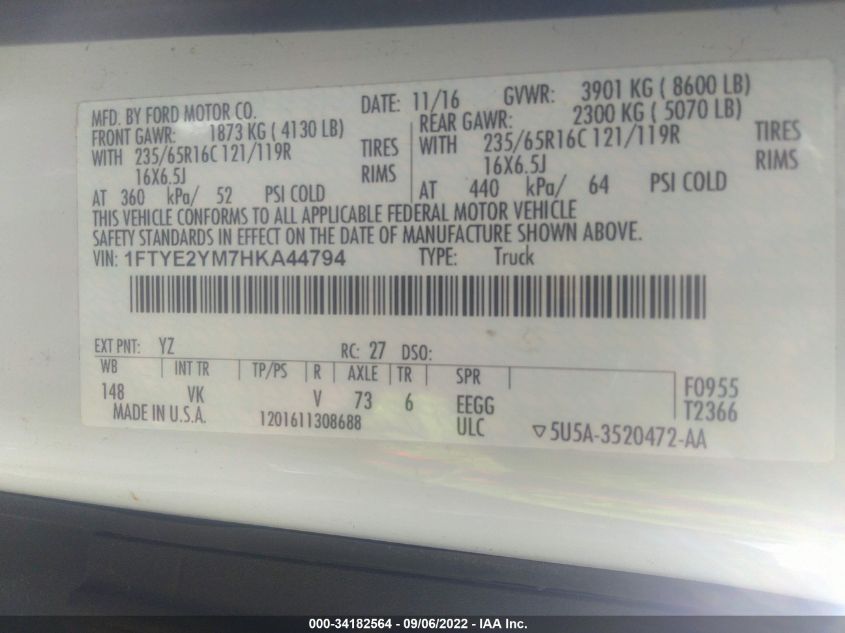 MFD. BY FORD MOTOR CO. DATE: 11/16 GVWR: 3901 KG ( 8600 LB)
FRONT GAWR: 1873 KG ( 4130 LB) REAR GAWR: 2300 KG ( 5070 LB)
WITH 235/65R16C 121/119R TIRES WITH 235/65R16C 121/119R TIRES
16X6.5J RIMS 16X6.5J RIMS
AT 360 kPa/ 52 PSI COLD AT 440 kPa/ 64 PSI COLD
THIS VEHICLE CONFORMS TO ALL APPLICABLE FEDERAL MOTOR VEHICLE
SAFETY STANDARDS IN EFFECT ON THE DATE OF MANUFACTURE SHOWN ABOVE.
VIN: 1FTYE2YM7HKA44794 TYPE: Truck
EXT PNT: YZ RC: 27 DSO:
WB INT TR TP/PS R AXLE TR SPR
148 VK V 73 6 EEGG F0955
MADE IN U.S.A. 1201611308688 ULC T2366
▽5U5A-3520472-AA
000-34182564 - 09/06/2022 - IAA Inc.